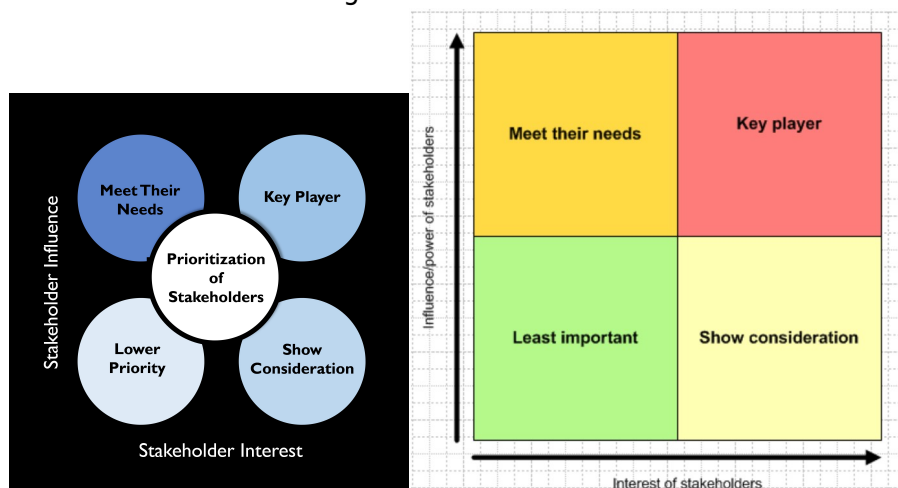 Stakeholder Influence
Meet Their
Needs
Key Player
Prioritization
of
Stakeholders
Lower
Priority
Show
Consideration
Stakeholder Interest
Influence/power of stakeholders
Meet their needs
Key player
Least important
Show consideration
Interest of stakeholders